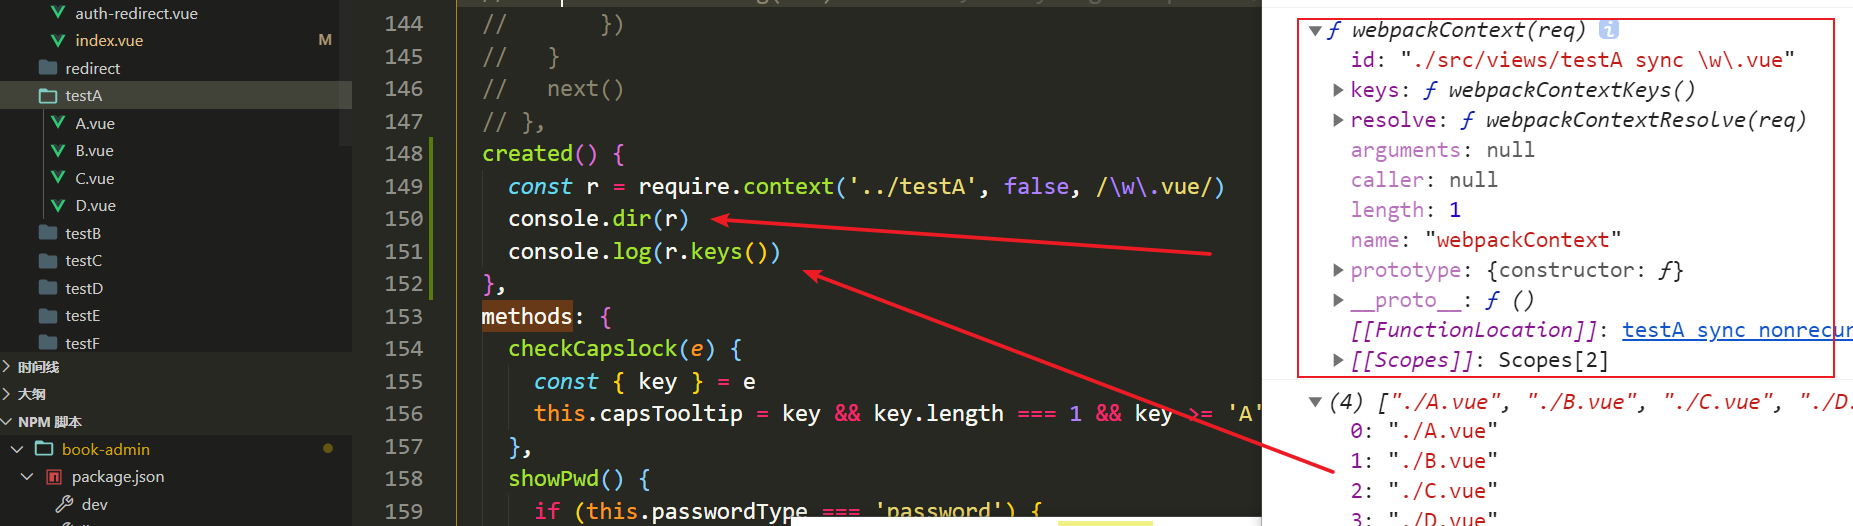 auth-redirect.vue
index.vue M
redirect
testA
A.vue
B.vue
C.vue
D.vue
testB
testC
testD
testE
testF
时间线
大纲
NPM 脚本
book-admin
package.json
dev
144 // })
145 // }
146 // next()
147 // },
148 created() {
149 const r = require.context('../testA', false, /\w\.vue/)
150 console.dir(r)
151 console.log(r.keys())
152 },
153 methods: {
154 checkCapslock(e) {
155 const { key } = e
156 this.capsTooltip = key && key.length === 1 && key >= 'A'
157 },
158 showPwd() {
159 if (this.passwordType === 'password') {
▼ƒ webpackContext(req) i
id: "./src/views/testA sync \w\.vue"
▶keys: ƒ webpackContextKeys()
▶resolve: ƒ webpackContextResolve(req)
arguments: null
caller: null
length: 1
name: "webpackContext"
▶prototype: {constructor: ƒ}
▶__proto__: ƒ ()
[[FunctionLocation]]: testA sync nonrecur
▶[[Scopes]]: Scopes[2]
▼(4) ["./A.vue", "./B.vue", "./C.vue", "./D.
0: "./A.vue"
1: "./B.vue"
2: "./C.vue"
3: "./D.vue"